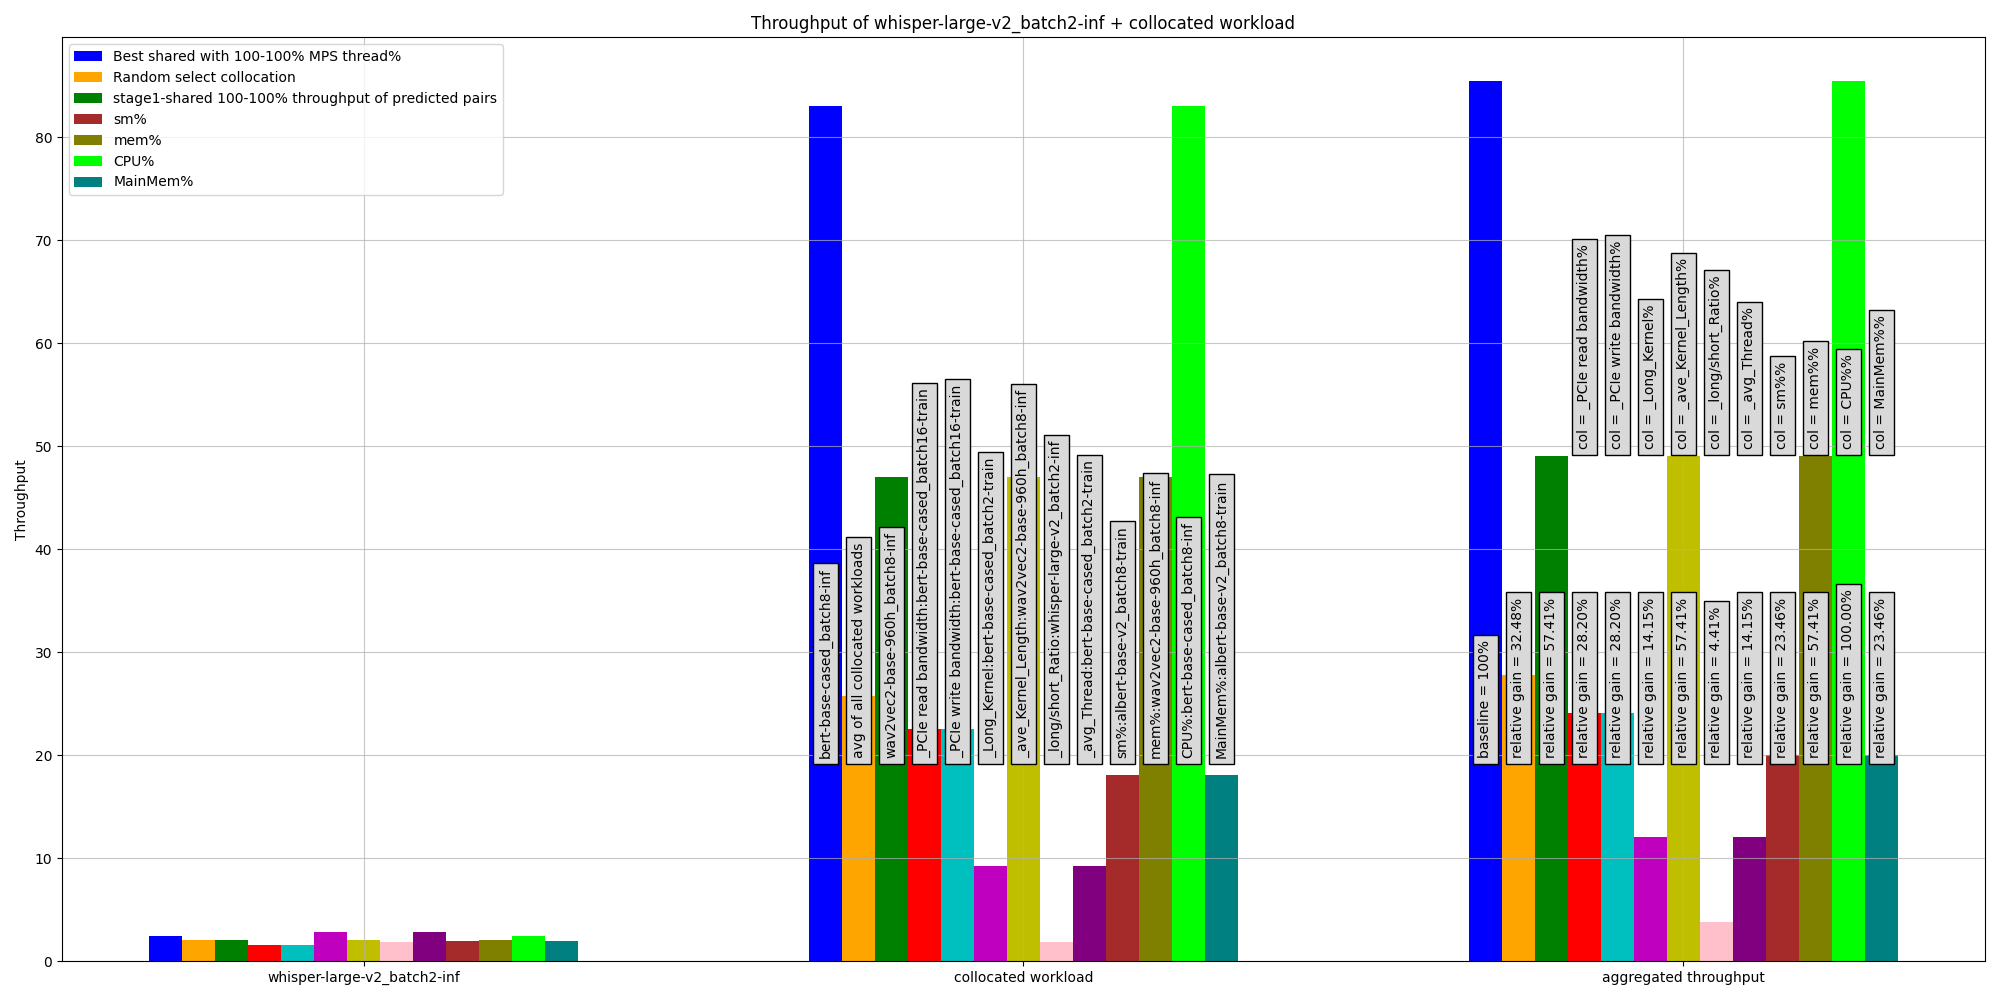 Throughput of whisper-large-v2_batch2-inf + collocated workload
Best shared with 100-100% MPS thread%
Random select collocation
stage1-shared 100-100% throughput of predicted pairs
sm%
mem%
CPU%
MainMem%
Throughput
80
70
60
50
40
30
20
10
0
bert-base-cased_batch8-inf
avg of all collocated workloads
wav2vec2-base-960h_batch8-inf
_PCIe read bandwidth:bert-base-cased_batch16-train
_PCIe write bandwidth:bert-base-cased_batch16-train
_Long_Kernel:bert-base-cased_batch2-train
_ave_Kernel_Length:wav2vec2-base-960h_batch8-inf
_long/short_Ratio:whisper-large-v2_batch2-inf
_avg_Thread:bert-base-cased_batch2-train
sm%:albert-base-v2_batch8-train
mem%:wav2vec2-base-960h_batch8-inf
CPU%:bert-base-cased_batch8-inf
MainMem%:albert-base-v2_batch8-train
col = _PCIe read bandwidth%
col = _PCIe write bandwidth%
col = _Long_Kernel%
col = _ave_Kernel_Length%
col = _long/short_Ratio%
col = _avg_Thread%
col = sm%%
col = mem%%
col = CPU%%
col = MainMem%%
baseline = 100%
relative gain = 32.48%
relative gain = 57.41%
relative gain = 28.20%
relative gain = 28.20%
relative gain = 14.15%
relative gain = 57.41%
relative gain = 4.41%
relative gain = 14.15%
relative gain = 23.46%
relative gain = 57.41%
relative gain = 100.00%
relative gain = 23.46%
whisper-large-v2_batch2-inf
collocated workload
aggregated throughput